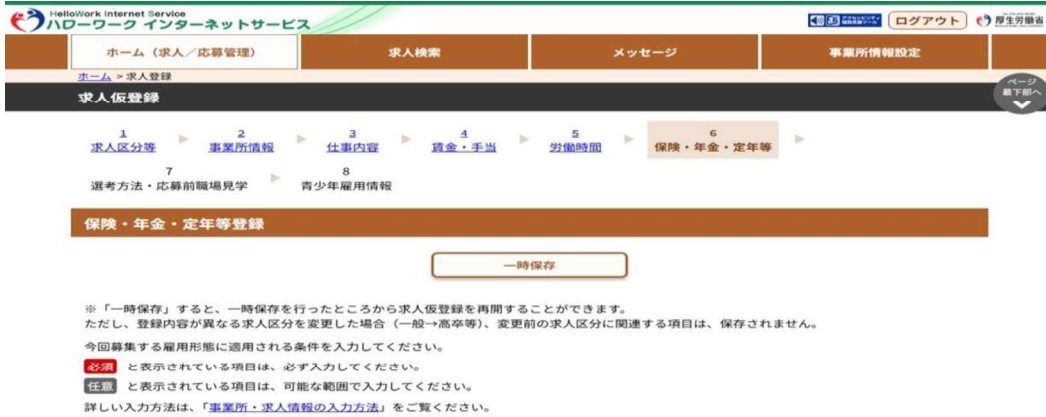 HelloWork Internet Service
ハローワーク インターネットサービス
ログアウト
厚生労働省
ホーム（求人／応募管理）
求人検索
メッセージ
事業所情報設定
ホーム > 求人登録
求人仮登録
ページ
最下部へ
1
求人区分等
2
事業所情報
3
仕事内容
4
賃金・手当
5
労働時間
6
保険・年金・定年等
7
選考方法・応募前職場見学
8
青少年雇用情報
保険・年金・定年等登録
一時保存
※「一時保存」すると、一時保存を行ったところから求人仮登録を再開することができます。
ただし、登録内容が異なる求人区分を変更した場合（一般→高卒等）、変更前の求人区分に関連する項目は、保存されません。
今回募集する雇用形態に適用される条件を入力してください。
必須 と表示されている項目は、必ず入力してください。
任意 と表示されている項目は、可能な範囲で入力してください。
詳しい入力方法は、「事業所・求人情報の入力方法」をご覧ください。